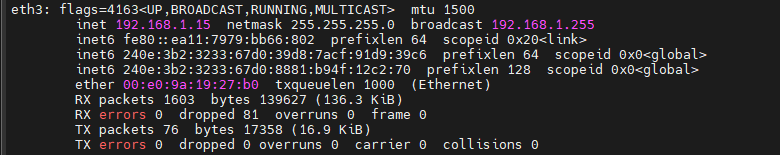 eth3: flags=4163<UP,BROADCAST,RUNNING,MULTICAST>  mtu 1500
        inet 192.168.1.15  netmask 255.255.255.0  broadcast 192.168.1.255
        inet6 fe80::ea11:7979:bb66:802  prefixlen 64  scopeid 0x20<link>
        inet6 240e:3b2:3233:67d0:39d8:7acf:91d9:39c6  prefixlen 64  scopeid 0x0<global>
        inet6 240e:3b2:3233:67d0:8881:b94f:12c2:70  prefixlen 128  scopeid 0x0<global>
        ether 00:e0:9a:19:27:b0  txqueuelen 1000  (Ethernet)
        RX packets 1603  bytes 139627 (136.3 KiB)
        RX errors 0  dropped 81  overruns 0  frame 0
        TX packets 76  bytes 17358 (16.9 KiB)
        TX errors 0  dropped 0 overruns 0  carrier 0  collisions 0